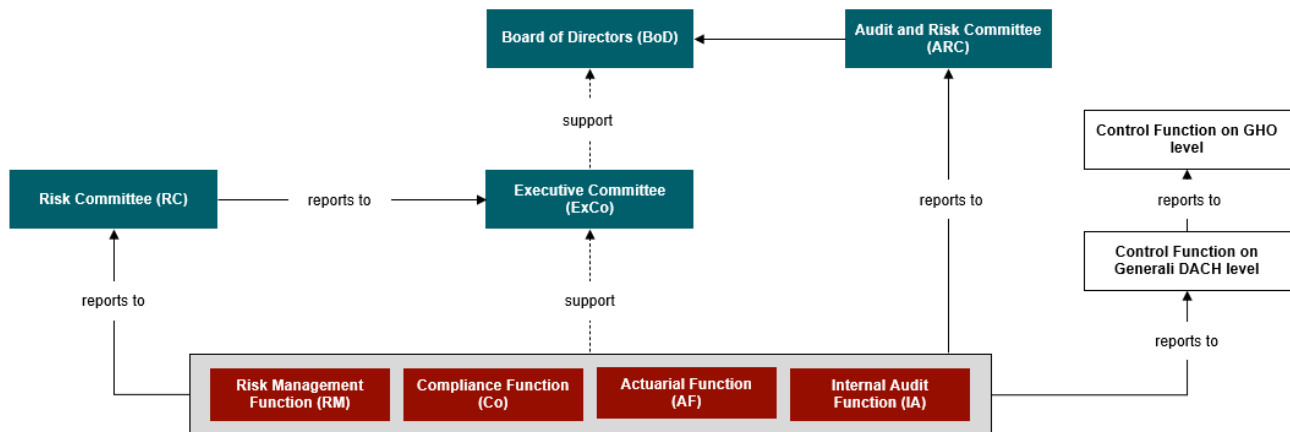 Board of Directors (BoD)
Audit and Risk Committee
(ARC)
support
Control Function on GHO
level
Risk Committee (RC)
reports to
Executive Committee
(ExCo)
reports to
reports to
Control Function on
Generali DACH level
reports to
support
reports to
Risk Management
Function (RM)
Compliance Function
(Co)
Actuarial Function
(AF)
Internal Audit
Function (IA)